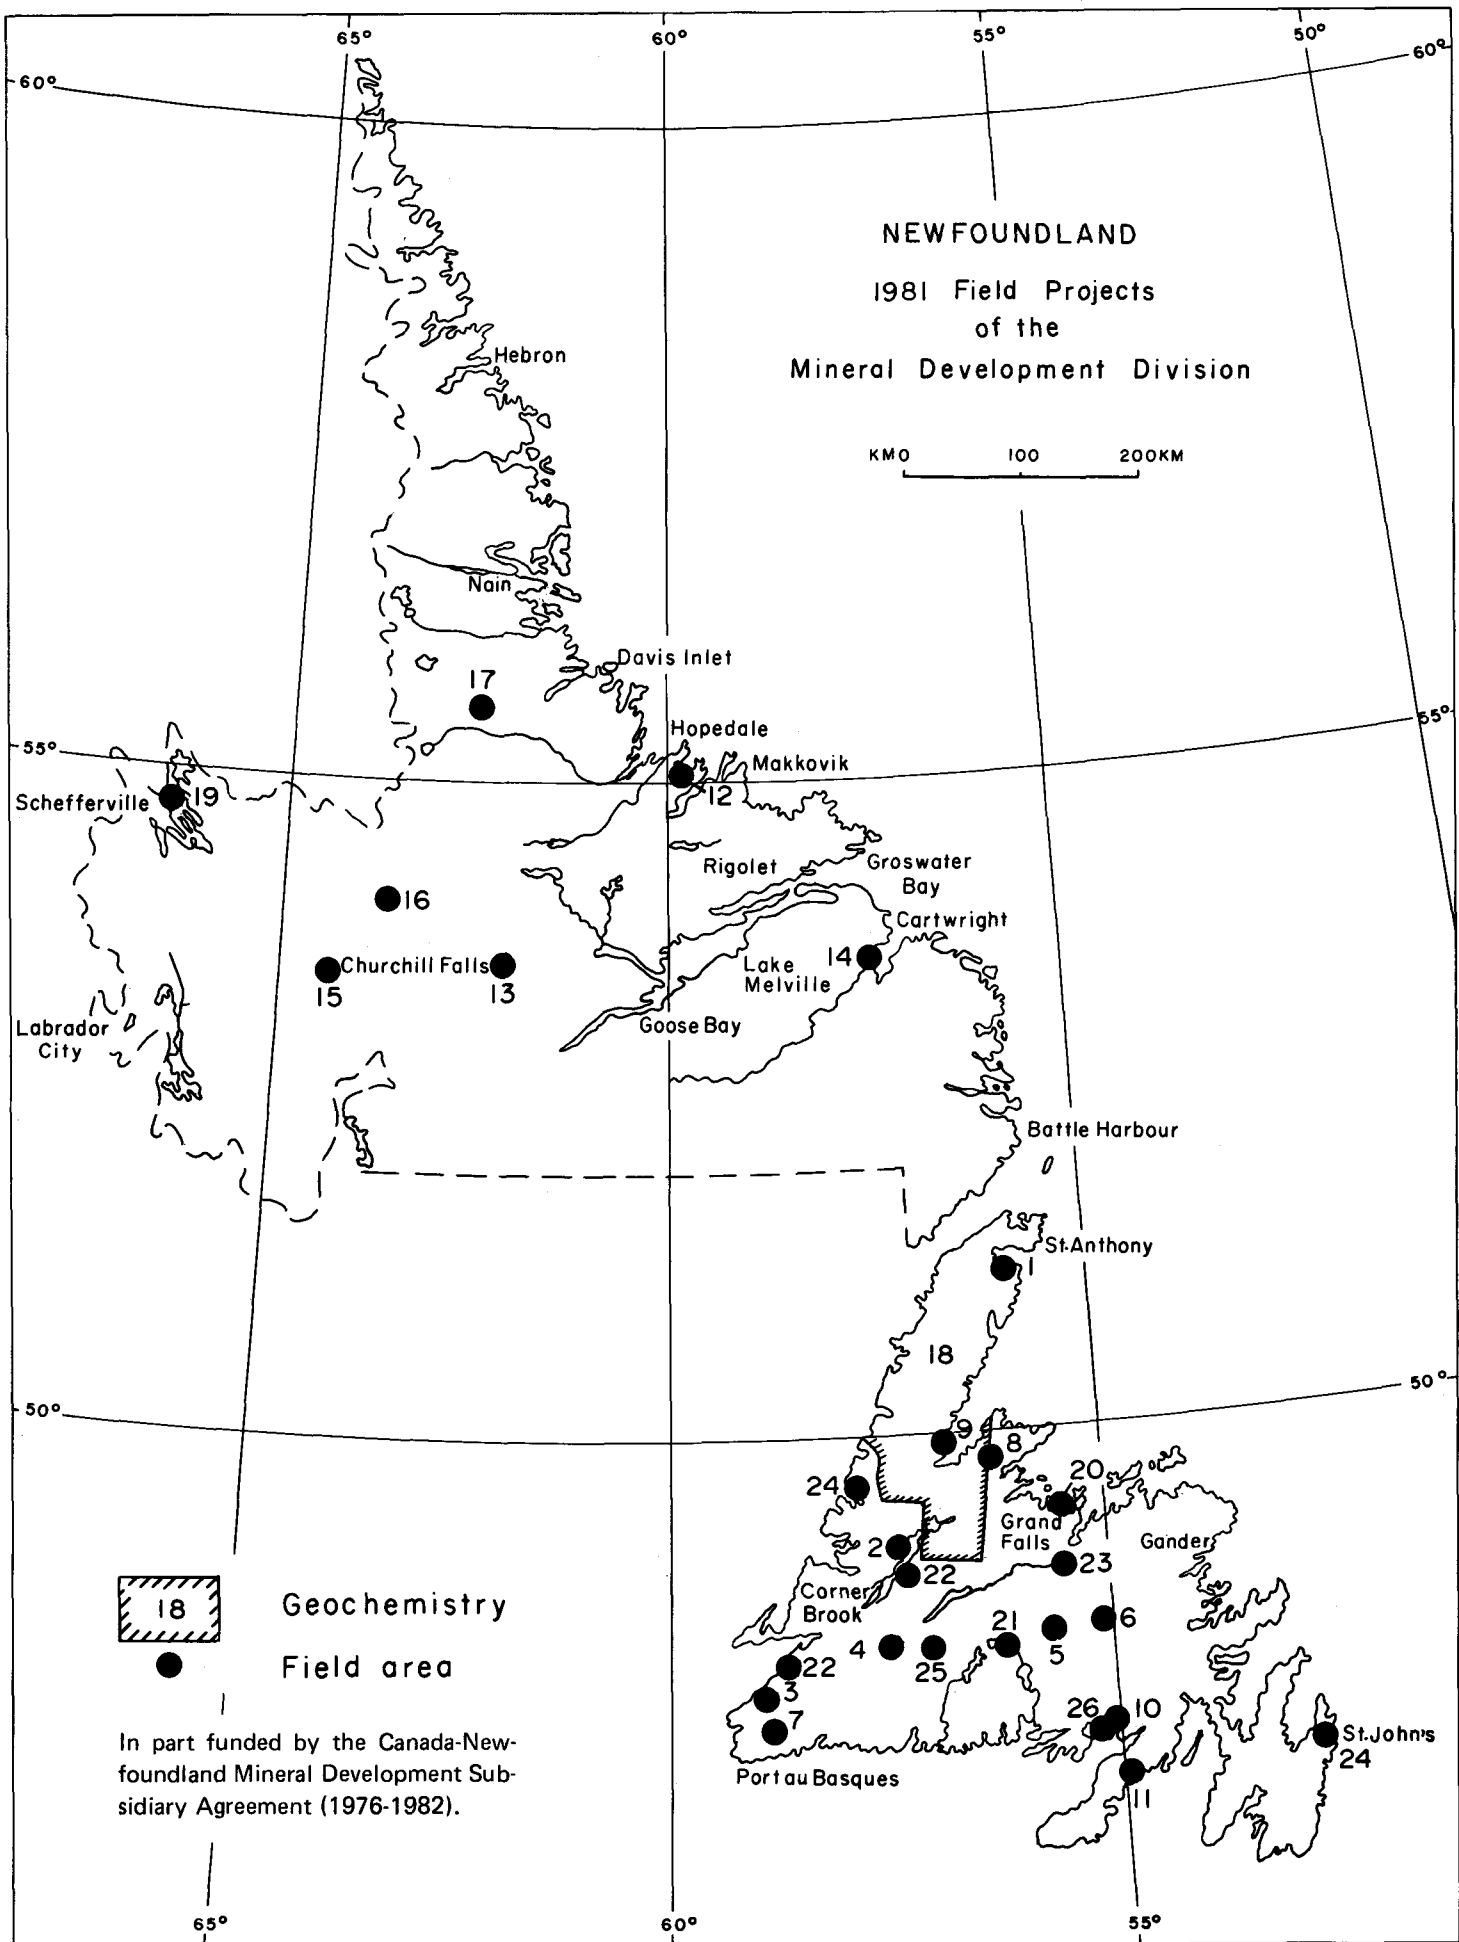 65°
60°
55°
50°
60°
60°
NEWFOUNDLAND
1981 Field Projects
of the
Mineral Development Division
KM 0 100 200KM
Hebron
Nain
Davis Inlet
17
Hopedale
55°
55°
Makkovik
12
Schefferville
19
Rigolet
Groswater
Bay
16
Cartwright
14
Churchill Falls
15
13
Lake
Melville
Goose Bay
Labrador
City
Battle Harbour
St. Anthony
1
18
50°
50°
9
8
24
20
Grand
Falls
Gander
2
22
23
Corner
Brook
21
6
5
4
25
22
3
7
26
10
St. John's
24
Port au Basques
11
18 Geochemistry
Field area
In part funded by the Canada-New-
foundland Mineral Development Sub-
sidiary Agreement (1976-1982).
65°
60°
55°